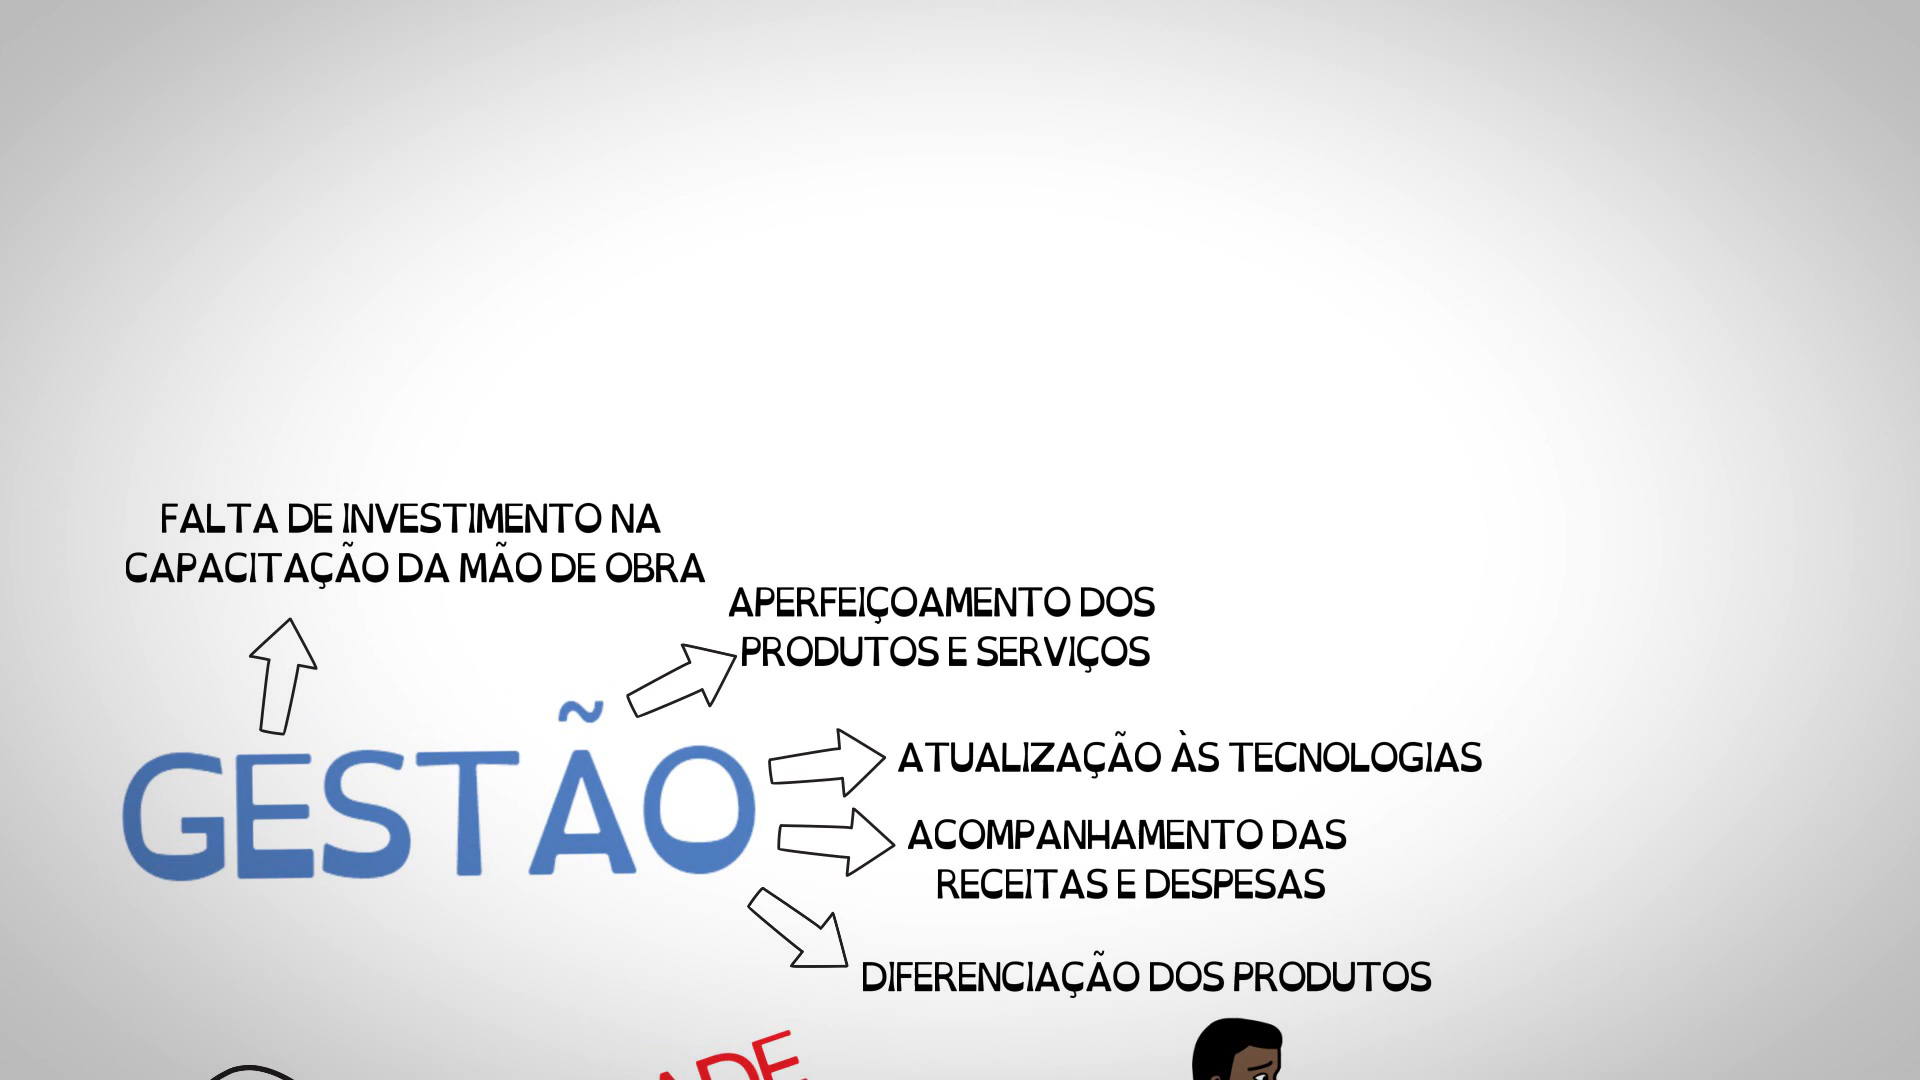 FALTA DE INVESTIMENTO NA
CAPACITAÇÃO DA MÃO DE OBRA
APERFEIÇOAMENTO DOS
PRODUTOS E SERVIÇOS
GESTÃO
ATUALIZAÇÃO ÀS TECNOLOGIAS
ACOMPANHAMENTO DAS
RECEITAS E DESPESAS
DIFERENCIAÇÃO DOS PRODUTOS